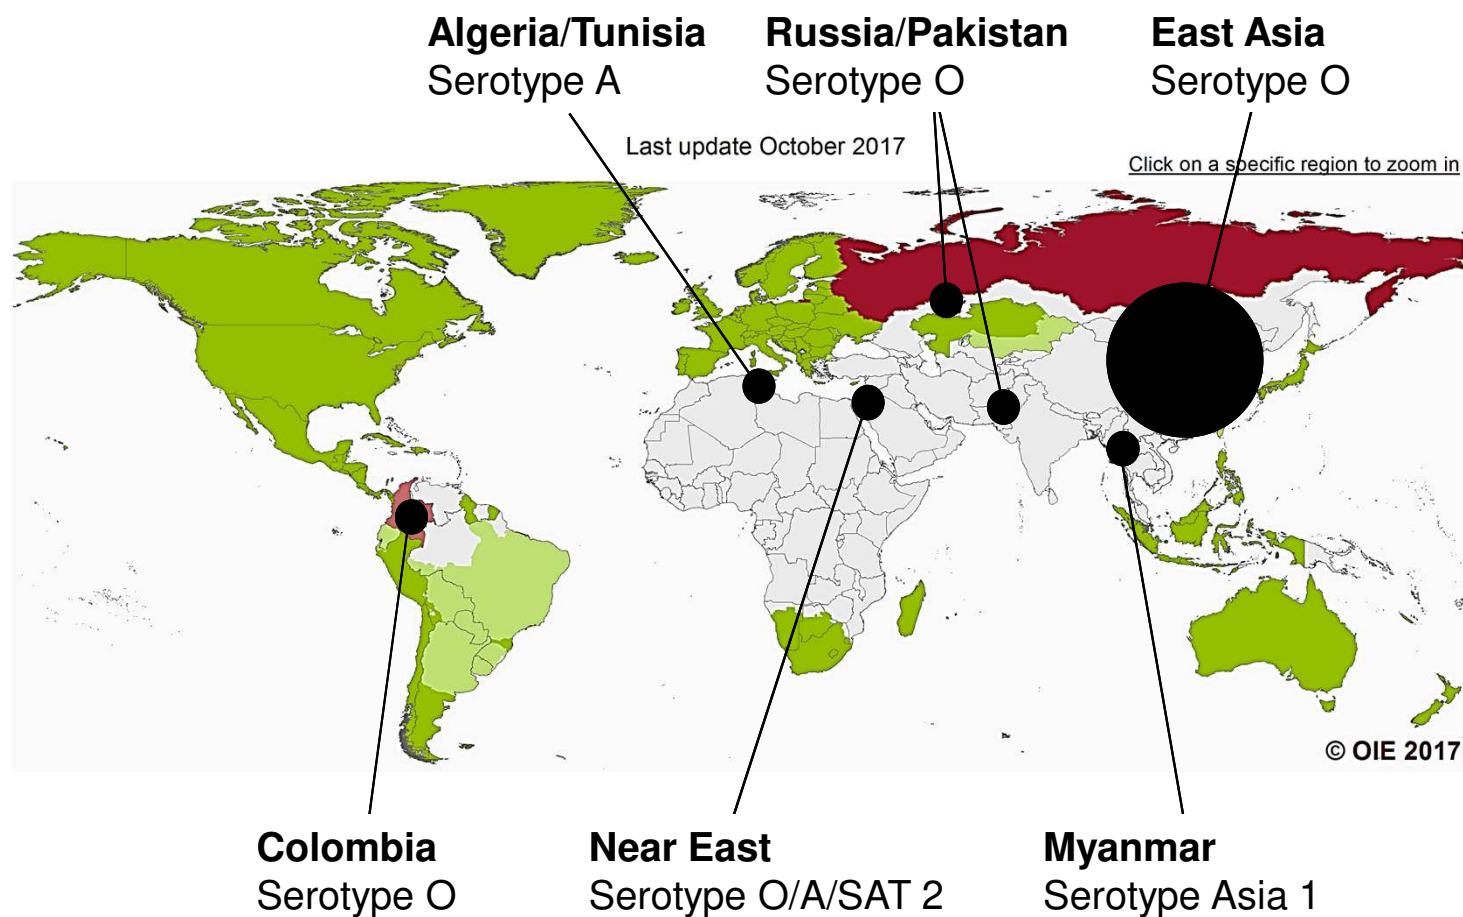 Algeria/Tunisia
Serotype A
Russia/Pakistan
Serotype O
East Asia
Serotype O
Last update October 2017
Click on a specific region to zoom in
© OIE 2017
Colombia
Serotype O
Near East
Serotype O/A/SAT 2
Myanmar
Serotype Asia 1